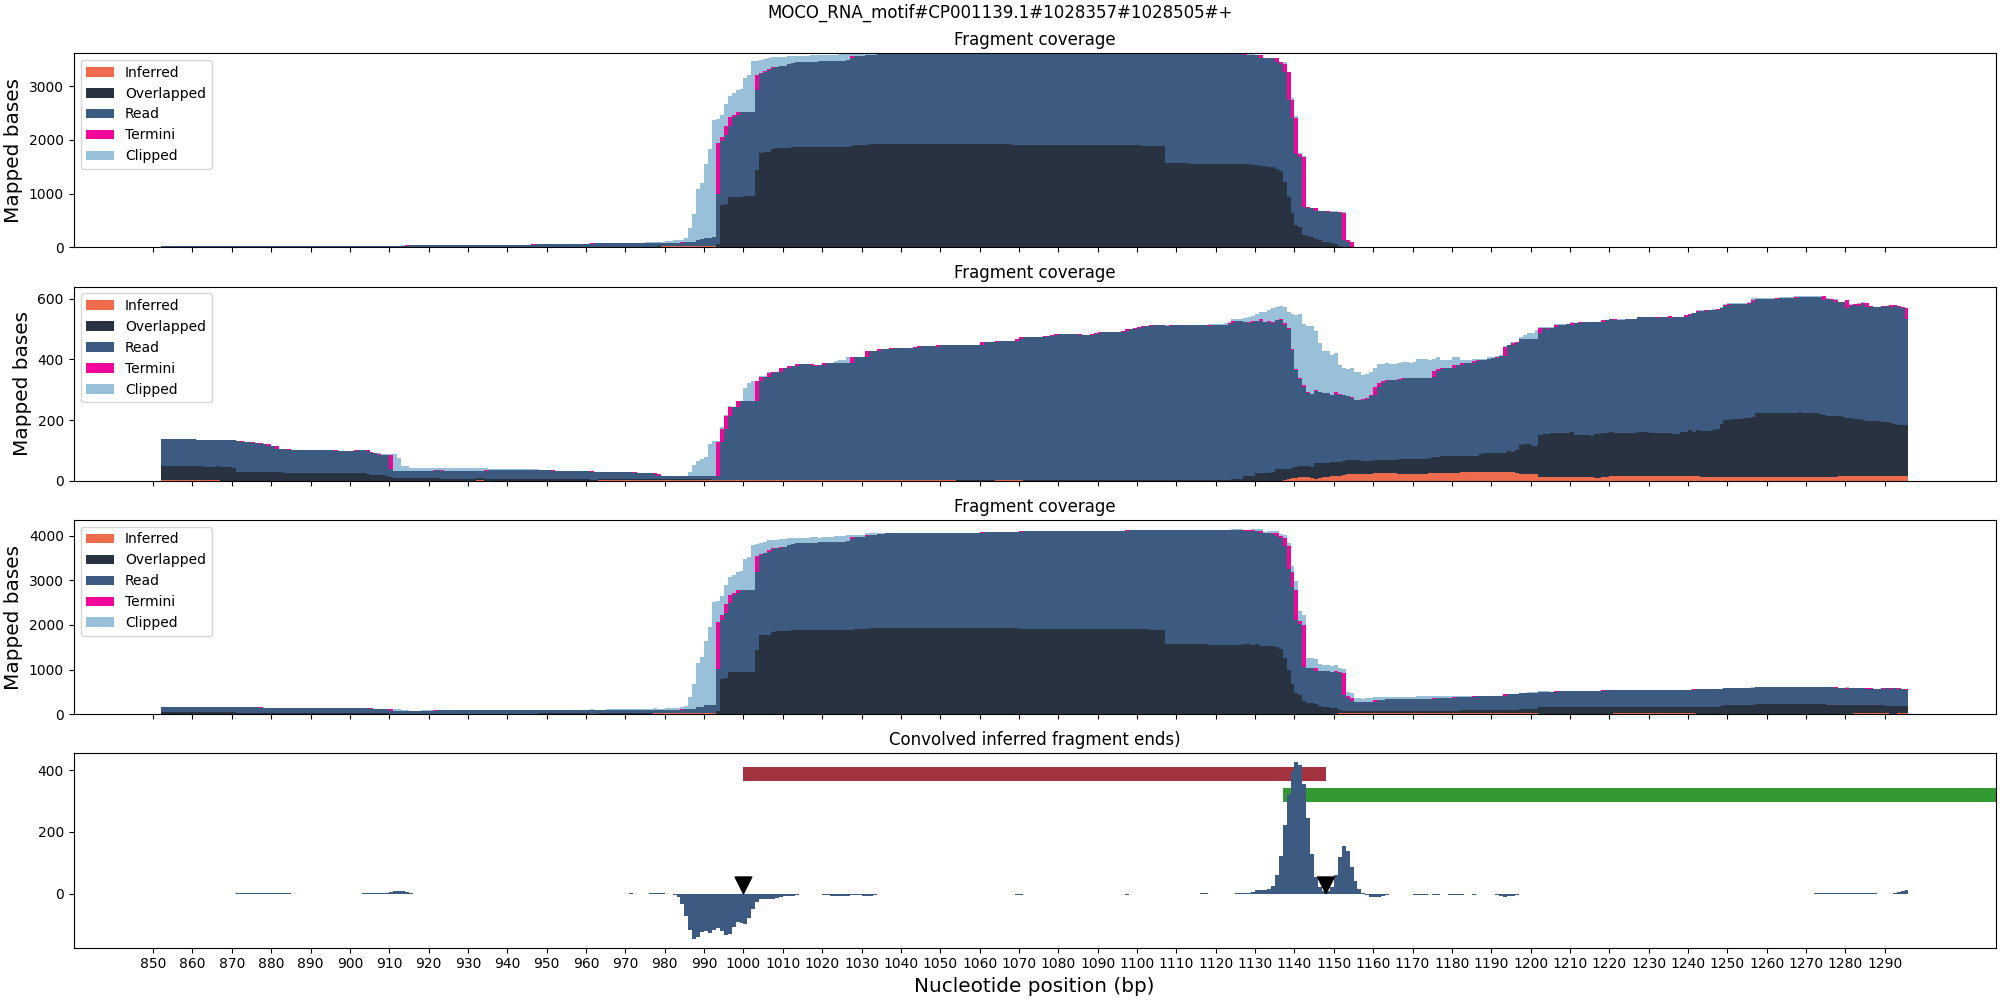 MOCO_RNA_motif#CP001139.1#1028357#1028505#+
Fragment coverage
Mapped bases
3000
2000
1000
0
Inferred
Overlapped
Read
Termini
Clipped
Fragment coverage
Mapped bases
600
400
200
0
Inferred
Overlapped
Read
Termini
Clipped
Fragment coverage
Mapped bases
4000
3000
2000
1000
0
Inferred
Overlapped
Read
Termini
Clipped
Convolved inferred fragment ends)
400
200
0
850 860 870 880 890 900 910 920 930 940 950 960 970 980 990 1000 1010 1020 1030 1040 1050 1060 1070 1080 1090 1100 1110 1120 1130 1140 1150 1160 1170 1180 1190 1200 1210 1220 1230 1240 1250 1260 1270 1280 1290
Nucleotide position (bp)